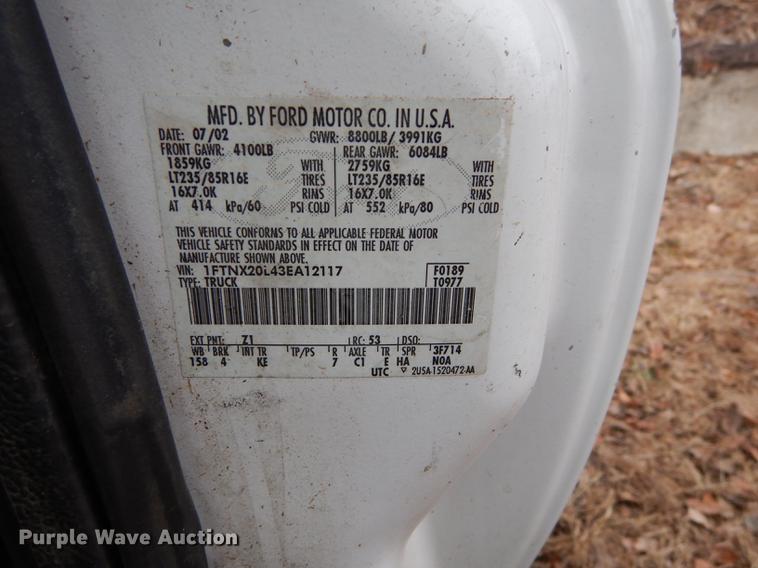 MFD. BY FORD MOTOR CO. IN U.S.A.
DATE: 07/02 GVWR: 8800LB/ 3991KG
FRONT GAWR: 4100LB REAR GAWR: 6084LB
1859KG WITH 2759KG WITH
LT235/85R16E TIRES LT235/85R16E TIRES
16X7.0K RIMS 16X7.0K RIMS
AT 414 kPa/60 PSI COLD AT 552 kPa/80 PSI COLD
THIS VEHICLE CONFORMS TO ALL APPLICABLE FEDERAL MOTOR
VEHICLE SAFETY STANDARDS IN EFFECT ON THE DATE OF
MANUFACTURE SHOWN ABOVE.
VIN: 1FTNX20L43EA12117 F0189
TYPE: TRUCK T0977
EXT PNT: Z1 RC: 53 DSO:
WB BRK INT TR TP/PS R AXLE TR SPR 3F714
158 4 KE 7 C1 E HA NOA
UTC ▽ 2USA-1520472-AA
Purple Wave Auction®